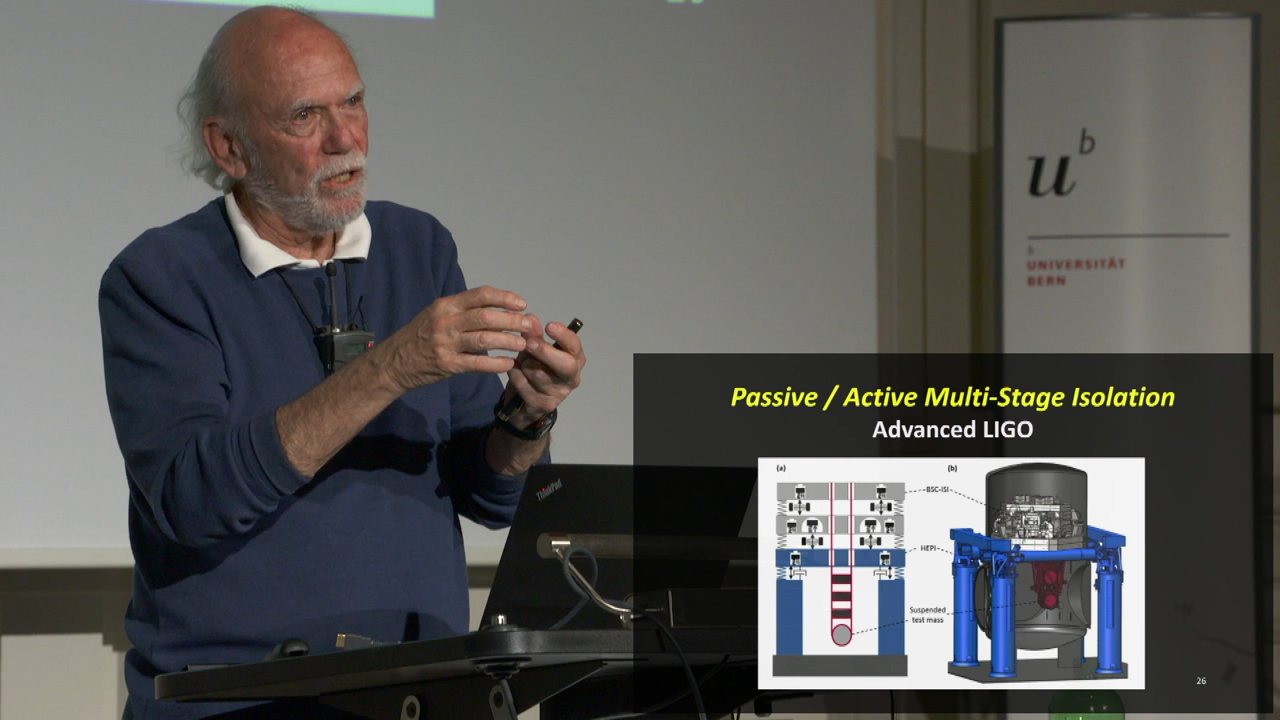 u b
b
UNIVERSITÄT
BERN
ThinkPad
Passive / Active Multi-Stage Isolation
Advanced LIGO
(a)
(b)
BSC-ISI
HEPI
Suspended
test mass
26